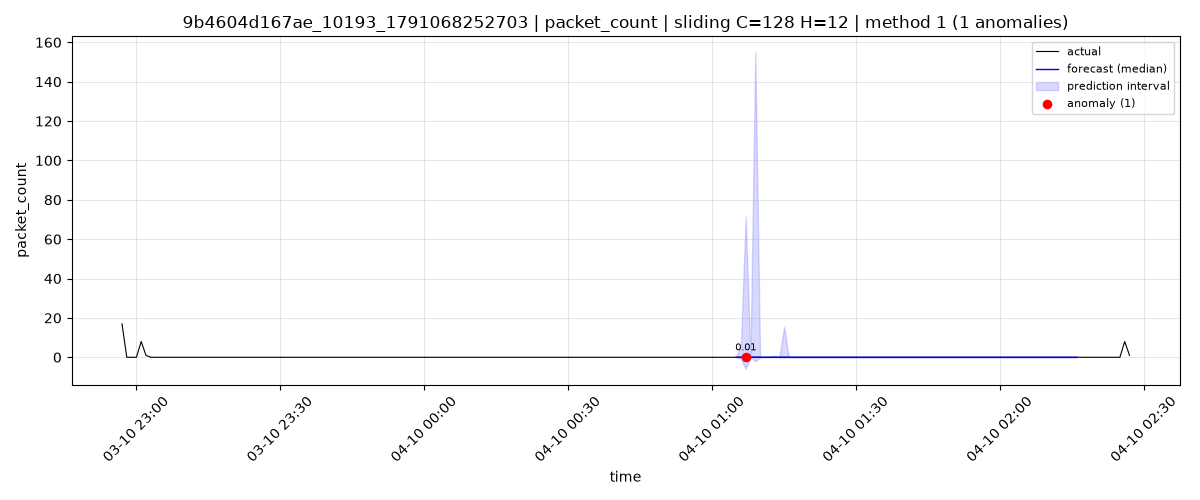 9b4604d167ae_10193_1791068252703 | packet_count | sliding C=128 H=12 | method 1 (1 anomalies)
actual
forecast (median)
prediction interval
anomaly (1)
packet_count
160
140
120
100
80
60
40
20
0
0.01
03-10 23:00
03-10 23:30
04-10 00:00
04-10 00:30
04-10 01:00
04-10 01:30
04-10 02:00
04-10 02:30
time